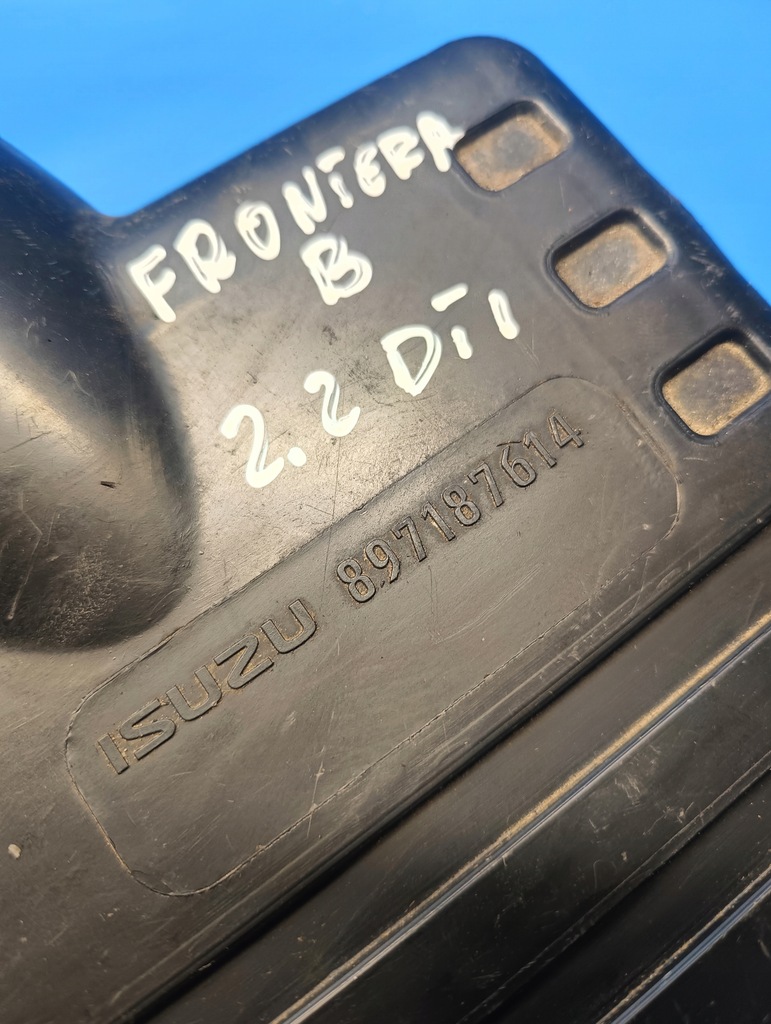 FRONTERA
B
2.2 DTI
ISUZU 897187614